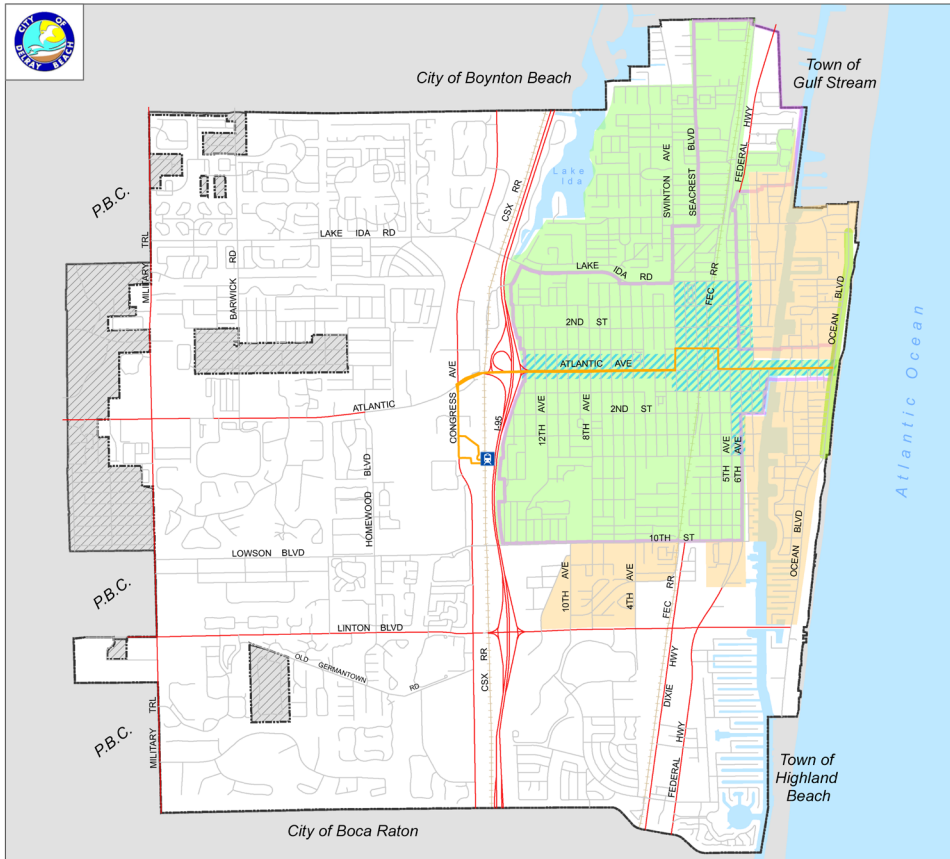 CITY OF
DELRAY BEACH
City of Boynton Beach
Town of
Gulf Stream
P.B.C.
Lake
Ida
CSX RR
SWINTON AVE
SEACREST BLVD
FEDERAL HWY
MILITARY TRL
BARWICK RD
LAKE IDA RD
LAKE IDA RD
FEC RR
OCEAN BLVD
2ND ST
ATLANTIC AVE
CONGRESS AVE
ATLANTIC
I-95
12TH AVE
8TH AVE
2ND ST
5TH AVE
6TH AVE
Atlantic Ocean
HOMEWOOD BLVD
10TH ST
OCEAN BLVD
LOWSON BLVD
P.B.C.
10TH AVE
4TH AVE
FEC RR
LINTON BLVD
OLD GERMANTOWN RD
CSX RR
DIXIE HWY
FEDERAL HWY
MILITARY TRL
P.B.C.
Town of
Highland
Beach
City of Boca Raton